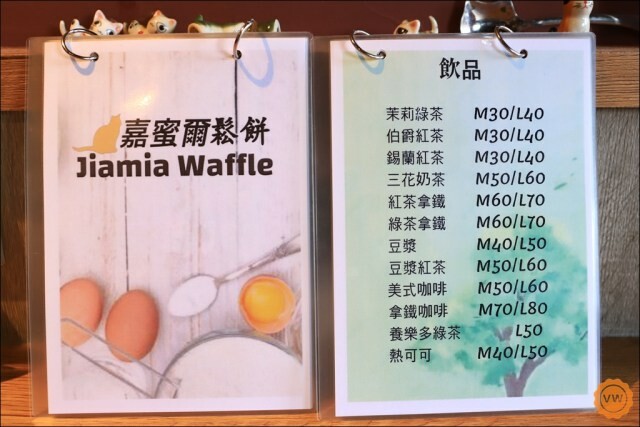 嘉蜜爾鬆餅
Jiamia Waffle
飲品
茉莉綠茶 M30/L40
伯爵紅茶 M30/L40
錫蘭紅茶 M30/L40
三花奶茶 M50/L60
紅茶拿鐵 M60/L70
綠茶拿鐵 M60/L70
豆漿 M40/L50
豆漿紅茶 M50/L60
美式咖啡 M50/L60
拿鐵咖啡 M70/L80
養樂多綠茶 L50
熱可可 M40/L50
VW